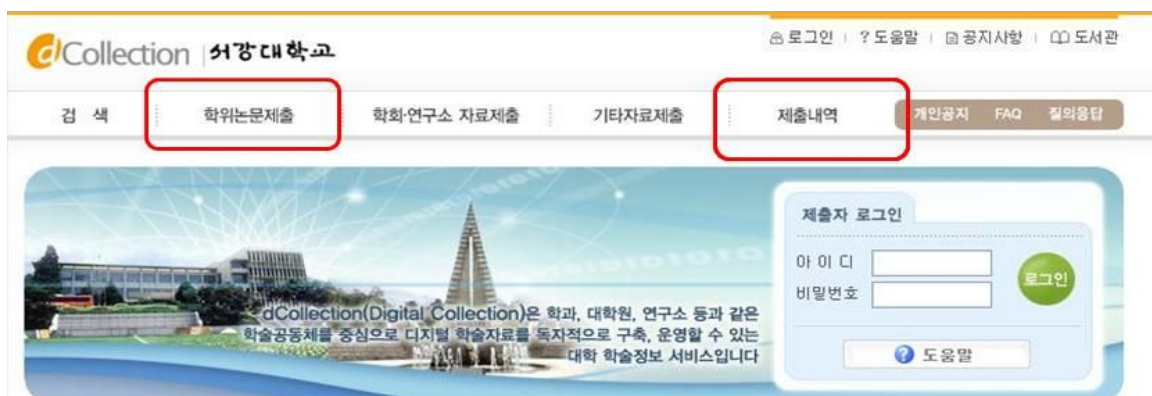 dCollection 서강대학교
로그인 ? 도움말 공지사항 도서관
검 색 학위논문제출 학회·연구소 자료제출 기타자료제출 제출내역 개인공지 FAQ 질의응답
제출자 로그인
아 이 디
비밀번호
로그인
? 도움말
dCollection(Digital Collection)은 학과, 대학원, 연구소 등과 같은
학술공동체를 중심으로 디지털 학술자료를 독자적으로 구축, 운영할 수 있는
대학 학술정보 서비스입니다